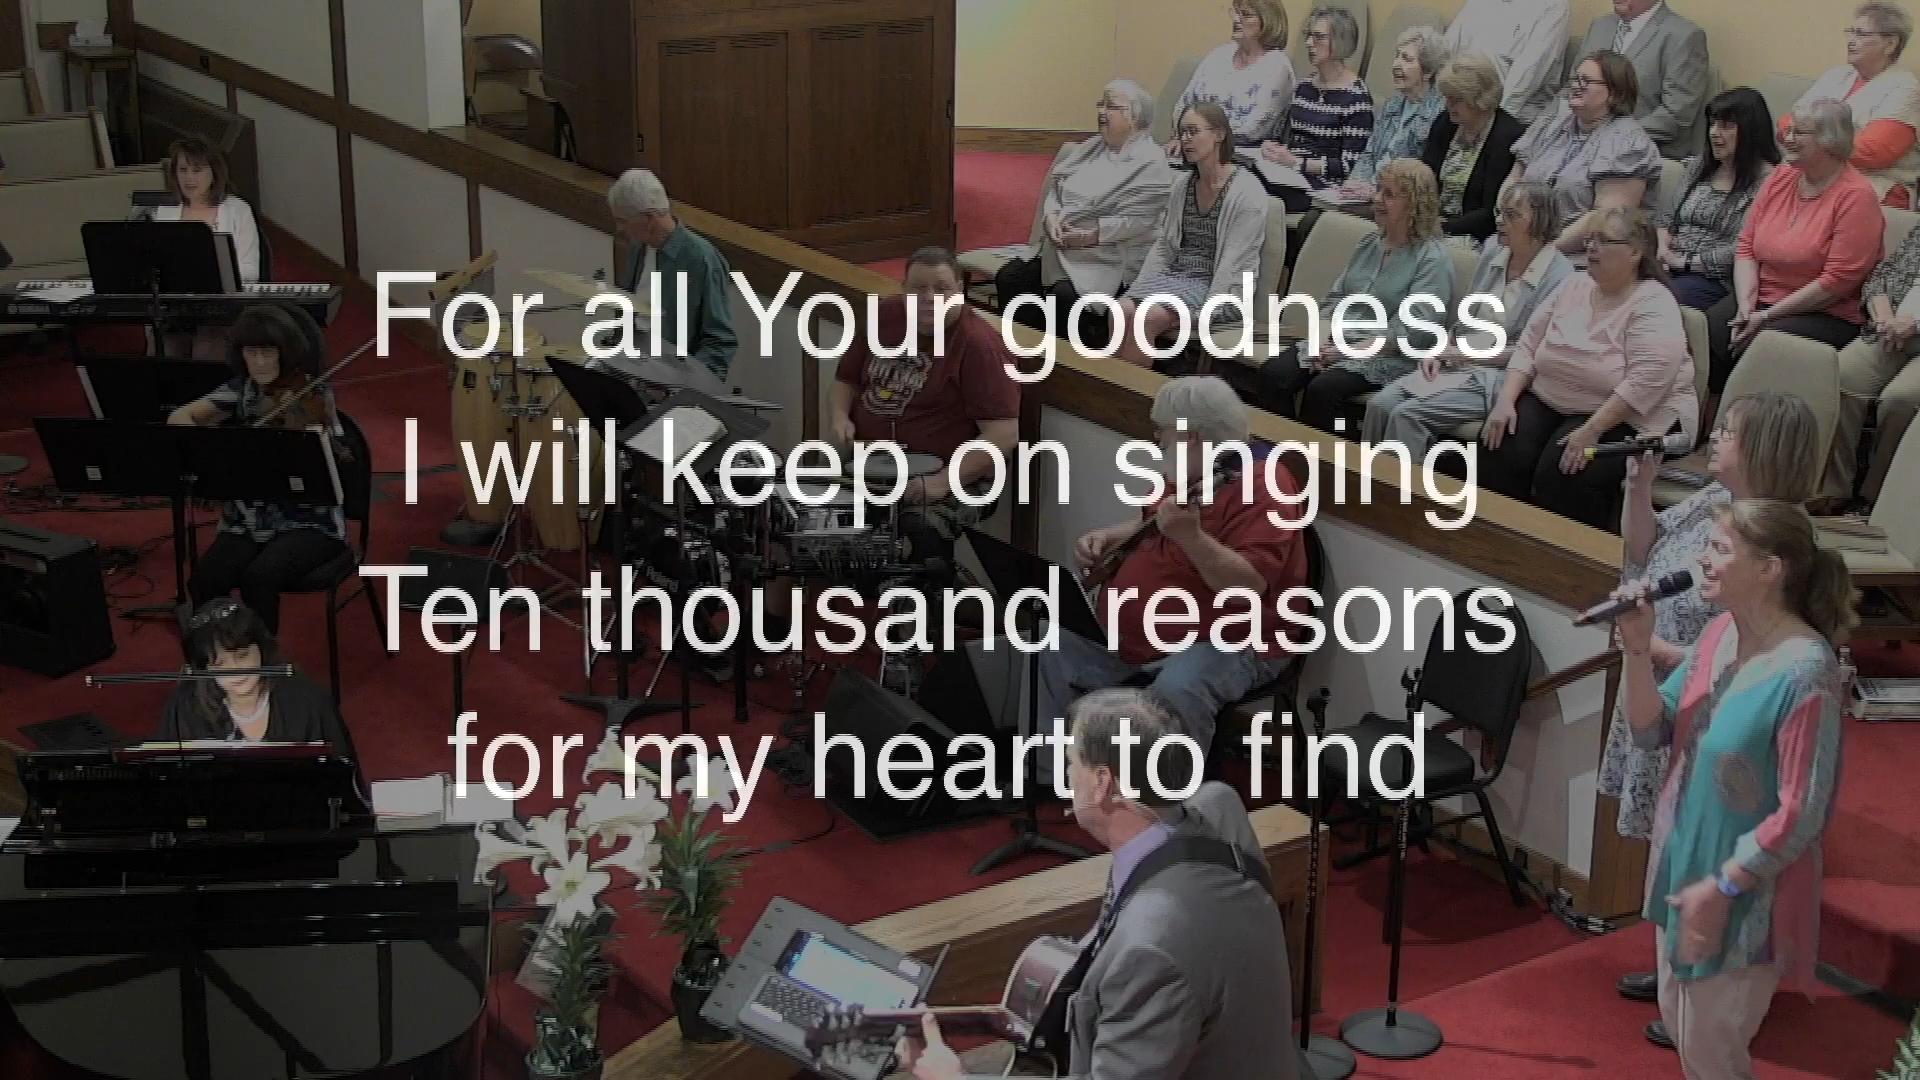 For all Your goodness
I will keep on singing
Ten thousand reasons
for my heart to find